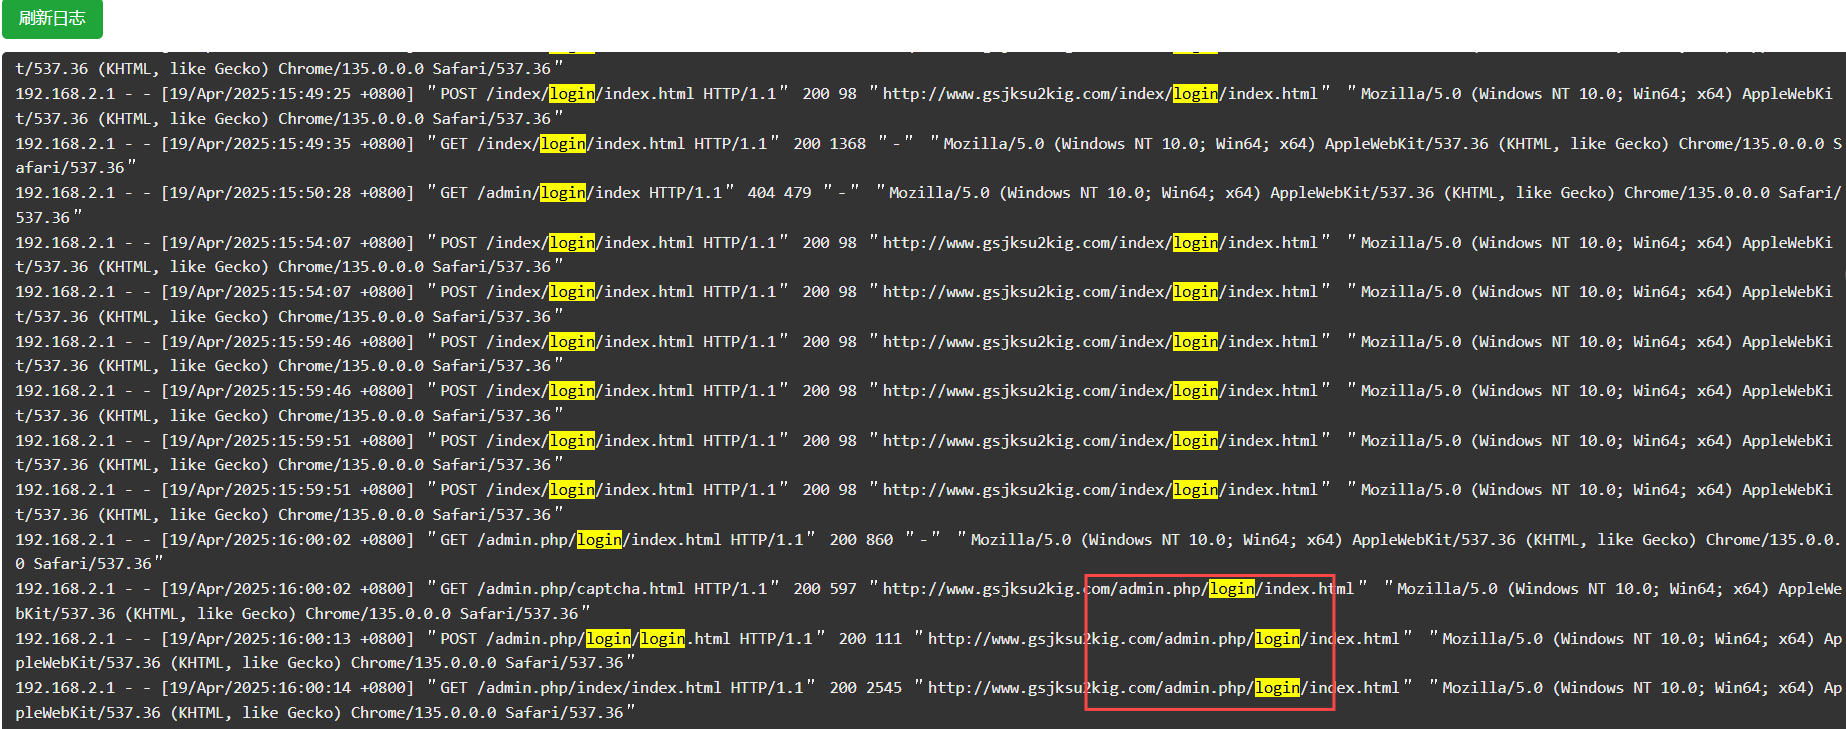 刷新日志
t/537.36 (KHTML, like Gecko) Chrome/135.0.0.0 Safari/537.36"
192.168.2.1 - - [19/Apr/2025:15:49:25 +0800] "POST /index/login/index.html HTTP/1.1" 200 98 "http://www.gsjksu2kig.com/index/login/index.html" "Mozilla/5.0 (Windows NT 10.0; Win64; x64) AppleWebKi
t/537.36 (KHTML, like Gecko) Chrome/135.0.0.0 Safari/537.36"
192.168.2.1 - - [19/Apr/2025:15:49:35 +0800] "GET /index/login/index.html HTTP/1.1" 200 1368 "-" "Mozilla/5.0 (Windows NT 10.0; Win64; x64) AppleWebKit/537.36 (KHTML, like Gecko) Chrome/135.0.0.0 S
afari/537.36"
192.168.2.1 - - [19/Apr/2025:15:50:28 +0800] "GET /admin/login/index HTTP/1.1" 404 479 "-" "Mozilla/5.0 (Windows NT 10.0; Win64; x64) AppleWebKit/537.36 (KHTML, like Gecko) Chrome/135.0.0.0 Safari/
537.36"
192.168.2.1 - - [19/Apr/2025:15:54:07 +0800] "POST /index/login/index.html HTTP/1.1" 200 98 "http://www.gsjksu2kig.com/index/login/index.html" "Mozilla/5.0 (Windows NT 10.0; Win64; x64) AppleWebKi
t/537.36 (KHTML, like Gecko) Chrome/135.0.0.0 Safari/537.36"
192.168.2.1 - - [19/Apr/2025:15:54:07 +0800] "POST /index/login/index.html HTTP/1.1" 200 98 "http://www.gsjksu2kig.com/index/login/index.html" "Mozilla/5.0 (Windows NT 10.0; Win64; x64) AppleWebKi
t/537.36 (KHTML, like Gecko) Chrome/135.0.0.0 Safari/537.36"
192.168.2.1 - - [19/Apr/2025:15:59:46 +0800] "POST /index/login/index.html HTTP/1.1" 200 98 "http://www.gsjksu2kig.com/index/login/index.html" "Mozilla/5.0 (Windows NT 10.0; Win64; x64) AppleWebKi
t/537.36 (KHTML, like Gecko) Chrome/135.0.0.0 Safari/537.36"
192.168.2.1 - - [19/Apr/2025:15:59:46 +0800] "POST /index/login/index.html HTTP/1.1" 200 98 "http://www.gsjksu2kig.com/index/login/index.html" "Mozilla/5.0 (Windows NT 10.0; Win64; x64) AppleWebKi
t/537.36 (KHTML, like Gecko) Chrome/135.0.0.0 Safari/537.36"
192.168.2.1 - - [19/Apr/2025:15:59:51 +0800] "POST /index/login/index.html HTTP/1.1" 200 98 "http://www.gsjksu2kig.com/index/login/index.html" "Mozilla/5.0 (Windows NT 10.0; Win64; x64) AppleWebKi
t/537.36 (KHTML, like Gecko) Chrome/135.0.0.0 Safari/537.36"
192.168.2.1 - - [19/Apr/2025:15:59:51 +0800] "POST /index/login/index.html HTTP/1.1" 200 98 "http://www.gsjksu2kig.com/index/login/index.html" "Mozilla/5.0 (Windows NT 10.0; Win64; x64) AppleWebKi
t/537.36 (KHTML, like Gecko) Chrome/135.0.0.0 Safari/537.36"
192.168.2.1 - - [19/Apr/2025:16:00:02 +0800] "GET /admin.php/login/index.html HTTP/1.1" 200 860 "-" "Mozilla/5.0 (Windows NT 10.0; Win64; x64) AppleWebKit/537.36 (KHTML, like Gecko) Chrome/135.0.0.
0 Safari/537.36"
192.168.2.1 - - [19/Apr/2025:16:00:02 +0800] "GET /admin.php/captcha.html HTTP/1.1" 200 597 "http://www.gsjksu2kig.com/admin.php/login/index.html" "Mozilla/5.0 (Windows NT 10.0; Win64; x64) AppleWe
bKit/537.36 (KHTML, like Gecko) Chrome/135.0.0.0 Safari/537.36"
192.168.2.1 - - [19/Apr/2025:16:00:13 +0800] "POST /admin.php/login/login.html HTTP/1.1" 200 111 "http://www.gsjksu2kig.com/admin.php/login/index.html" "Mozilla/5.0 (Windows NT 10.0; Win64; x64) Ap
pleWebKit/537.36 (KHTML, like Gecko) Chrome/135.0.0.0 Safari/537.36"
192.168.2.1 - - [19/Apr/2025:16:00:14 +0800] "GET /admin.php/index/index.html HTTP/1.1" 200 2545 "http://www.gsjksu2kig.com/admin.php/login/index.html" "Mozilla/5.0 (Windows NT 10.0; Win64; x64) Ap
pleWebKit/537.36 (KHTML, like Gecko) Chrome/135.0.0.0 Safari/537.36"